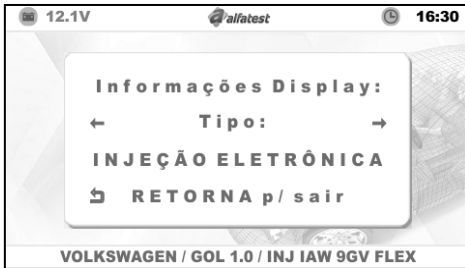 12.1V alfatest 16:30
Informações Display:
← Tipo: →
INJEÇÃO ELETRÔNICA
RETORNA p/ sair
VOLKSWAGEN / GOL 1.0 / INJ IAW 9GV FLEX